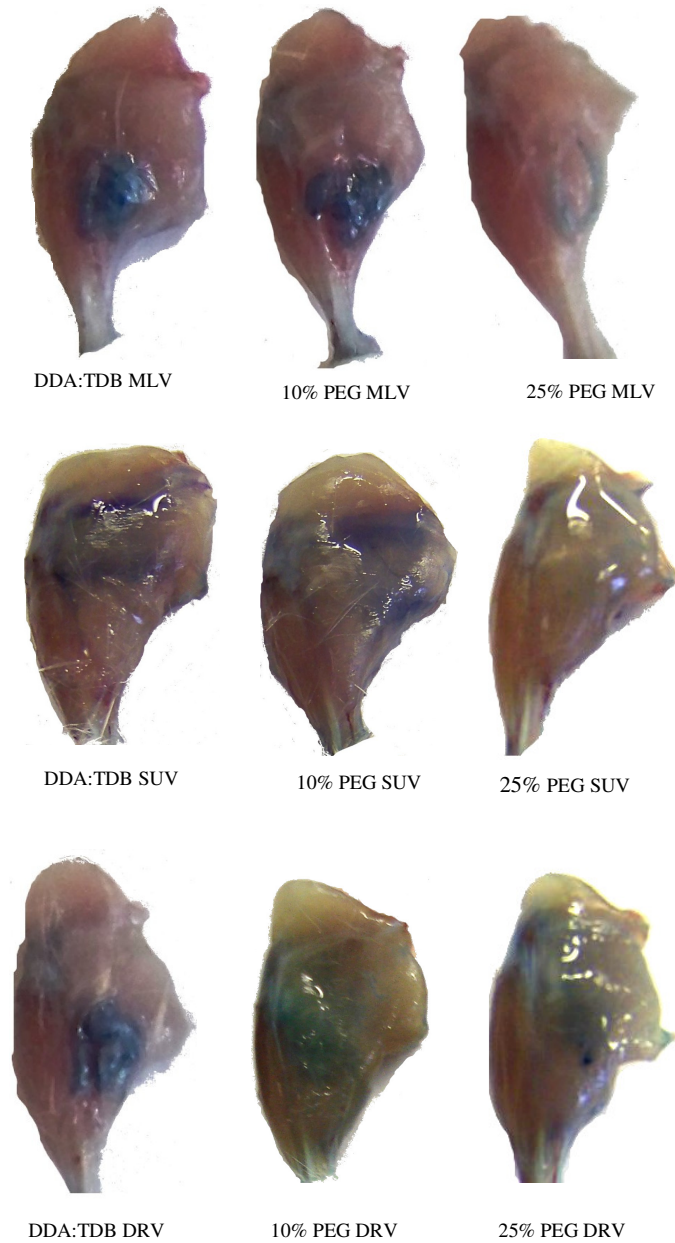 DDA:TDB MLV
10% PEG MLV
25% PEG MLV
DDA:TDB SUV
10% PEG SUV
25% PEG SUV
DDA:TDB DRV
10% PEG DRV
25% PEG DRV